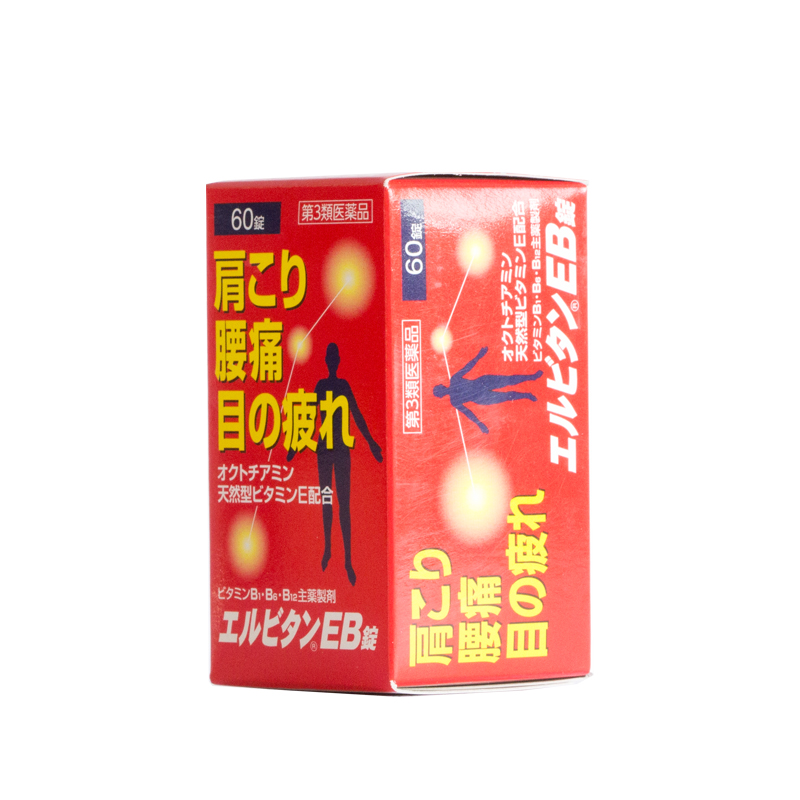 60錠
第3類医薬品
肩こり
腰痛
目の疲れ
オクトチアミン
天然型ビタミンE配合
ビタミンB1・B6・B12主薬製剤
エルビタン®EB錠
60錠
第3類医薬品
オクトチアミン
天然型ビタミンE配合
ビタミンB1・B6・B12主薬製剤
エルビタン®EB錠
肩こり
腰痛
目の疲れ